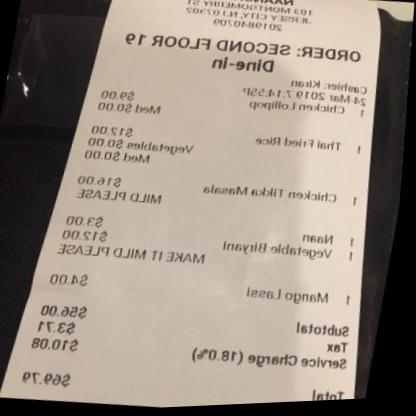 103 MONTGOMERY ST
JERSEY CITY, NJ 07302
2019840709
ORDER: SECOND FLOOR 19
Dine-in
Cashier: Kiran
24-Mar 2019 7:14:55P
1 Chicken Lollipop $9.00
Med $0.00
1 Thai Fried Rice $12.00
Vegetables $0.00
Med $0.00
1 Chicken Tikka Masala $16.00
MILD PLEASE
1 Naan $3.00
1 Vegetable Biryani $12.00
MAKE IT MILD PLEASE
1 Mango Lassi $4.00
Subtotal $56.00
Tax $3.71
Service Charge (18.0%) $10.08
Total $69.79